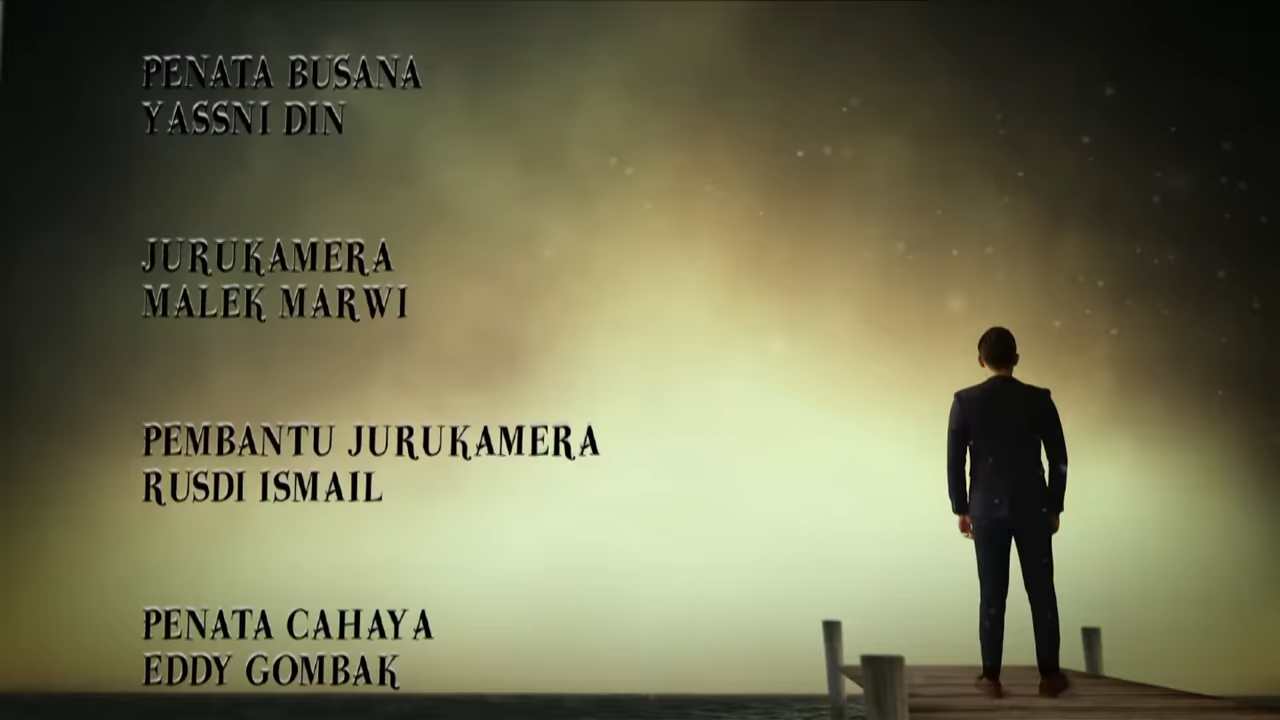 PENATA BUSANA
YASSNI DIN
JURUKAMERA
MALEK MARWI
PEMBANTU JURUKAMERA
RUSDI ISMAIL
PENATA CAHAYA
EDDY GOMBAK